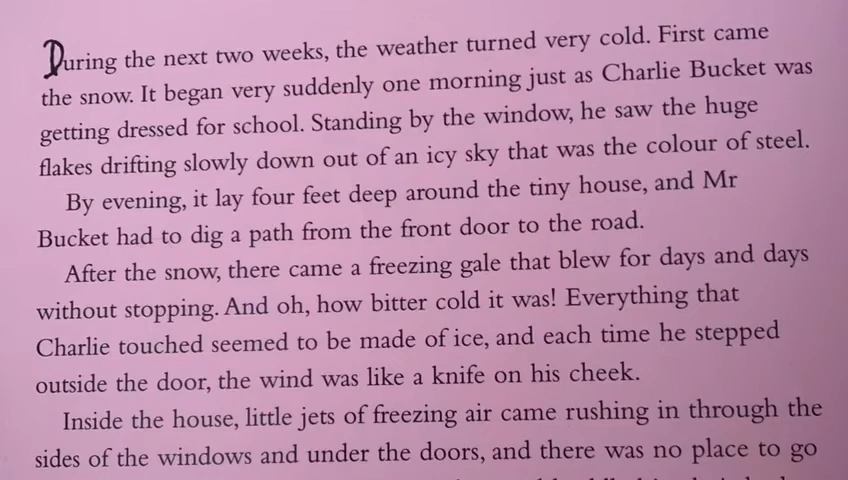 During the next two weeks, the weather turned very cold. First came
the snow. It began very suddenly one morning just as Charlie Bucket was
getting dressed for school. Standing by the window, he saw the huge
flakes drifting slowly down out of an icy sky that was the colour of steel.
By evening, it lay four feet deep around the tiny house, and Mr
Bucket had to dig a path from the front door to the road.
After the snow, there came a freezing gale that blew for days and days
without stopping. And oh, how bitter cold it was! Everything that
Charlie touched seemed to be made of ice, and each time he stepped
outside the door, the wind was like a knife on his cheek.
Inside the house, little jets of freezing air came rushing in through the
sides of the windows and under the doors, and there was no place to go